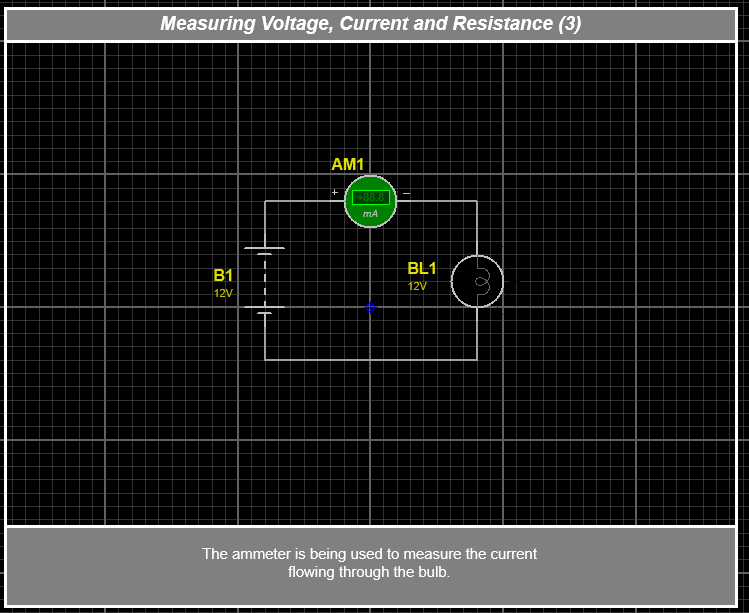 Measuring Voltage, Current and Resistance (3)
AM1
+ −
+88.8
mA
B1
12V
BL1
12V
The ammeter is being used to measure the current
flowing through the bulb.